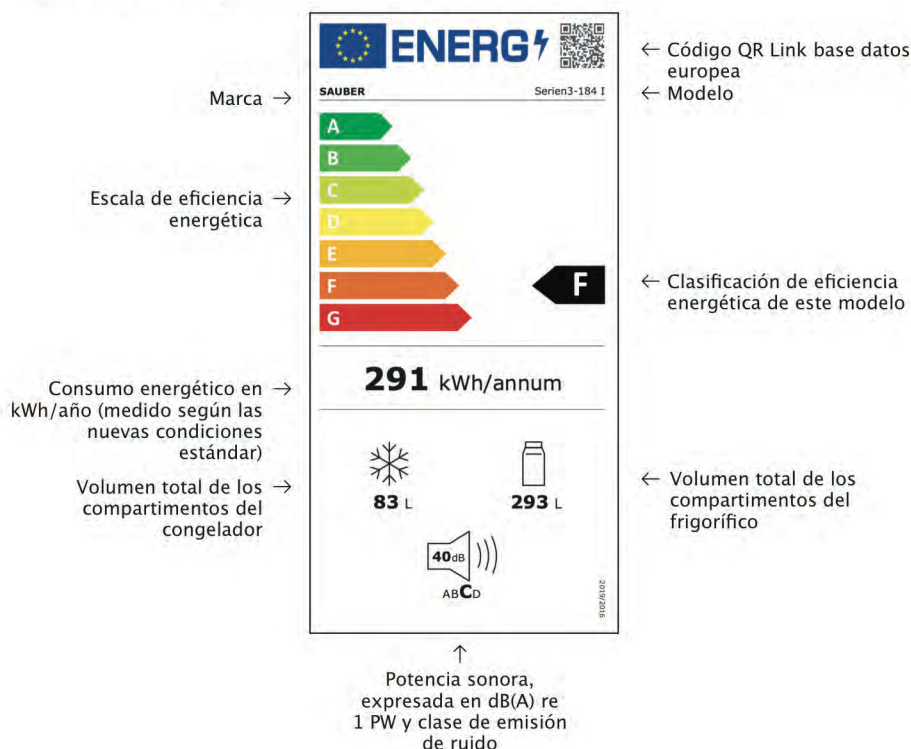 ENERG
← Código QR Link base datos
europea
Marca →
SAUBER
Serien3-184 I
← Modelo
A
B
C
D
E
F
G
Escala de eficiencia →
energética
F
← Clasificación de eficiencia
energética de este modelo
Consumo energético en →
kWh/año (medido según las
nuevas condiciones
estándar)
291 kWh/annum
Volumen total de los →
compartimentos del
congelador
83 L
293 L
← Volumen total de los
compartimentos del
frigorífico
40dB
ABCD
2019/2016
↑
Potencia sonora,
expresada en dB(A) re
1 PW y clase de emisión
de ruido